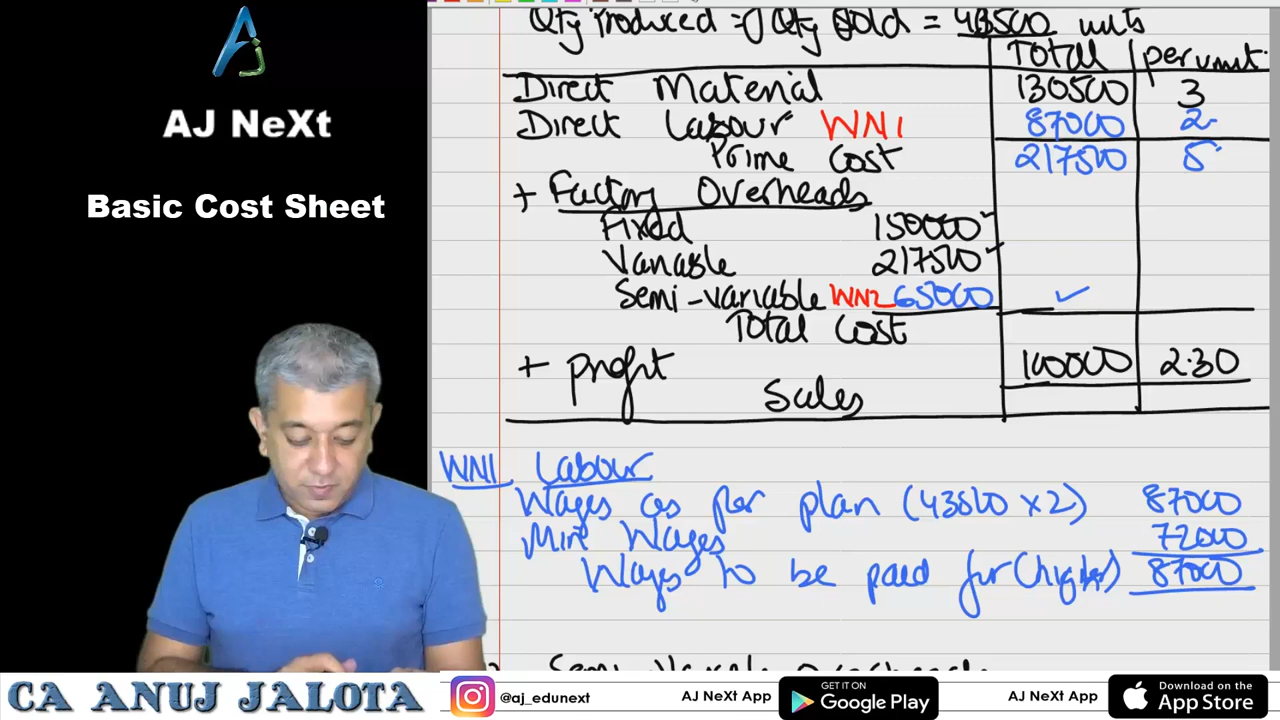 AJ NeXt
Basic Cost Sheet
Qty Produced = Qty Sold = 43500 units
Total per unit
Direct Material 130500 3
Direct Labour WN1 87000 2
Prime Cost 217500 5
+ Factory Overheads
Fixed 150000
Variable 217500
Semi-variable WN2 65000 ✓
Total Cost
+ Profit 100000 2.30
Sales
WN1 Labour
Wages as per plan (43500 x 2) 87000
Min Wages 72000
Wages to be paid for (higher) 87000
Semi Variable Overheads
CA ANUJ JALOTA
@aj_edunext
AJ NeXt App
GET IT ON
Google Play
AJ NeXt App
Download on the
App Store